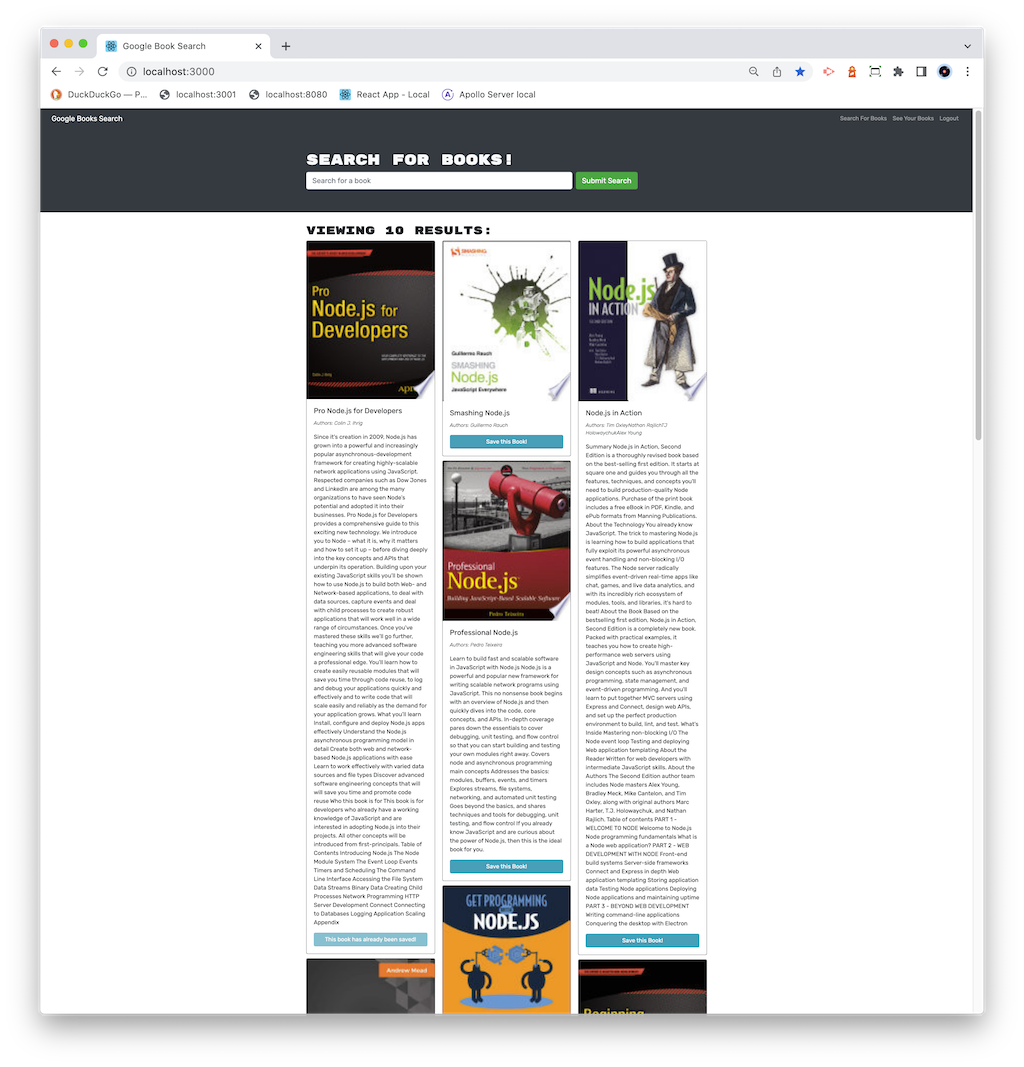 Google Book Search
localhost:3000
DuckDuckGo — P...
localhost:3001
localhost:8080
React App - Local
Apollo Server local
Google Books Search
Search For Books
See Your Books
Logout
SEARCH FOR BOOKS!
Search for a book
Submit Search
VIEWING 10 RESULTS:
Pro
Node.js for
Developers
Colin J. Ihrig
Pro Node.js for Developers
Authors: Colin J. Ihrig
Since it's creation in 2009, Node.js has
grown into a powerful and increasingly
popular asynchronous-development
framework for creating highly-scalable
network applications using JavaScript.
Respected companies such as Dow Jones
and LinkedIn are among the many
organizations to have seen Node's
potential and adopted it into their
businesses. Pro Node.js for Developers
provides a comprehensive guide to this
exciting new technology. We introduce
you to Node – what it is, why it matters
and how to set it up – before diving deeply
into the key concepts and APIs that
underpin its operation. Building upon your
existing JavaScript skills you'll be shown
how to use Node.js to build both Web- and
Network-based applications, to deal with
data sources, capture events and deal
with child processes to create robust
applications that will work well in a wide
range of circumstances. Once you've
mastered these skills we'll go further,
teaching you more advanced software
engineering skills that will give your code
a professional edge. You'll learn how to
create easily reusable modules that will
save you time through code reuse, to log
and debug your applications quickly and
effectively and to write code that will
scale easily and reliably as the demand for
your application grows. What you'll learn
Install, configure and deploy Node.js apps
effectively Understand the Node.js
asynchronous programming model in
detail Create both web and network-
based Node.js applications with ease
Learn to work effectively with varied data
sources and file types Discover advanced
software engineering concepts that will
will save you time and promote code
reuse Who this book is for This book is for
developers who already have a working
knowledge of JavaScript and are
interested in adopting Node.js into their
projects. All other concepts will be
introduced from first-principals. Table of
Contents Introducing Node.js The Node
Module System The Event Loop Events
Timers and Scheduling The Command
Line Interface Accessing the File System
Data Streams Binary Data Creating Child
Processes Network Programming HTTP
Server Development Connect Connecting
to Databases Logging Application Scaling
Appendix
This book has already been saved!
Andrew Mead
SMASHING
Guillermo Rauch
SMASHING
Node.js
JavaScript Everywhere
Smashing Node.js
Authors: Guillermo Rauch
Save this Book!
Professional
Node.js
Building JavaScript-Based Scalable Software
Pedro Teixeira
Professional Node.js
Authors: Pedro Teixeira
Learn to build fast and scalable software
in JavaScript with Node.js Node.js is a
powerful and popular new framework for
writing scalable network programs using
JavaScript. This no nonsense book begins
with an overview of Node.js and then
quickly dives into the code, core
concepts, and APIs. In-depth coverage
pares down the essentials to cover
debugging, unit testing, and flow control
so that you can start building and testing
your own modules right away. Covers
node and asynchronous programming
main concepts Addresses the basics:
modules, buffers, events, and timers
Explores streams, file systems,
networking, and automated unit testing
Goes beyond the basics, and shares
techniques and tools for debugging, unit
testing, and flow control If you already
know JavaScript and are curious about
the power of Node.js, then this is the ideal
book for you.
Save this Book!
GET PROGRAMMING
NODE.JS
Node.js
IN ACTION
SECOND EDITION
MANNING
Node.js in Action
Authors: Tim OxleyNathan RajlichTJ
HolowaychukAlex Young
Summary Node.js in Action, Second
Edition is a thoroughly revised book based
on the best-selling first edition. It starts at
square one and guides you through all the
features, techniques, and concepts you'll
need to build production-quality Node
applications. Purchase of the print book
includes a free eBook in PDF, Kindle, and
ePub formats from Manning Publications.
About the Technology You already know
JavaScript. The trick to mastering Node.js
is learning how to build applications that
fully exploit its powerful asynchronous
event handling and non-blocking I/O
features. The Node server radically
simplifies event-driven real-time apps like
chat, games, and live data analytics, and
with its incredibly rich ecosystem of
modules, tools, and libraries, it's hard to
beat! About the Book Based on the
bestselling first edition, Node.js in Action,
Second Edition is a completely new book.
Packed with practical examples, it
teaches you how to create high-
performance web servers using
JavaScript and Node. You'll master key
design concepts such as asynchronous
programming, state management, and
event-driven programming. And you'll
learn to put together MVC servers using
Express and Connect, design web APIs,
and set up the perfect production
environment to build, lint, and test. What's
Inside Mastering non-blocking I/O The
Node event loop Testing and deploying
Web application templating About the
Reader Written for web developers with
intermediate JavaScript skills. About the
Authors The Second Edition author team
includes Node masters Alex Young,
Bradley Meck, Mike Cantelon, and Tim
Oxley, along with original authors Marc
Harter, T.J. Holowaychuk, and Nathan
Rajlich. Table of contents PART 1 -
WELCOME TO NODE Welcome to Node.js
Node programming fundamentals What is
a Node web application? PART 2 - WEB
DEVELOPMENT WITH NODE Front-end
build systems Server-side frameworks
Connect and Express in depth Web
application templating Storing application
data Testing Node applications Deploying
Node applications and maintaining uptime
PART 3 - BEYOND WEB DEVELOPMENT
Writing command-line applications
Conquering the desktop with Electron
Save this Book!
Beginning